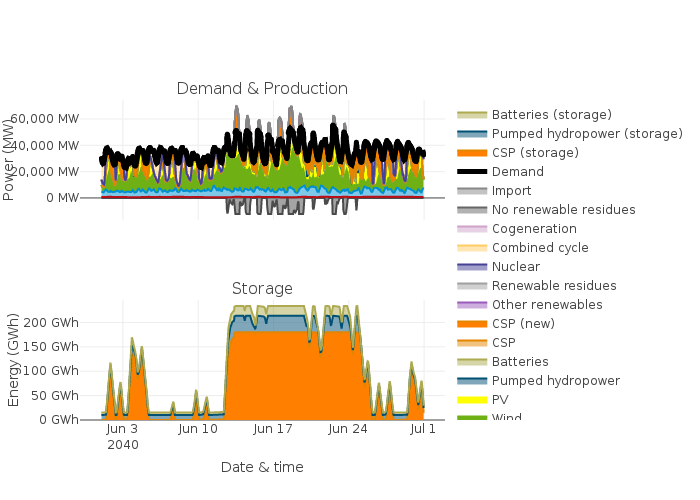 Demand & Production
Power (MW)
60,000 MW
40,000 MW
20,000 MW
0 MW
Storage
Energy (GWh)
200 GWh
150 GWh
100 GWh
50 GWh
0 GWh
Jun 3
2040
Jun 10
Jun 17
Jun 24
Jul 1
Date & time
Batteries (storage)
Pumped hydropower (storage)
CSP (storage)
Demand
Import
No renewable residues
Cogeneration
Combined cycle
Nuclear
Renewable residues
Other renewables
CSP (new)
CSP
Batteries
Pumped hydropower
PV
Wind